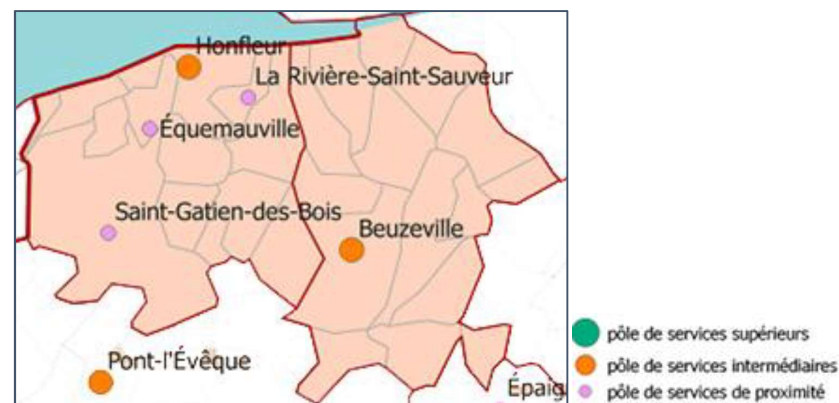 Honfleur
La Rivière-Saint-Sauveur
Équemauville
Saint-Gatien-des-Bois
Beuzeville
Pont-l'Évêque
Épaig
pôle de services supérieurs
pôle de services intermédiaires
pôle de services de proximité